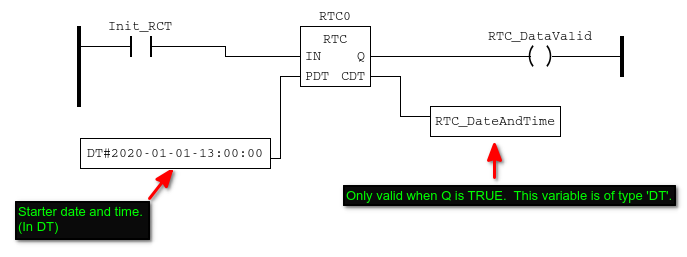 RTC0
Init_RCT
RTC
RTC_DataValid
IN Q
PDT CDT
RTC_DateAndTime
DT#2020-01-01-13:00:00
Only valid when Q is TRUE.  This variable is of type 'DT'.
Starter date and time.
(In DT)